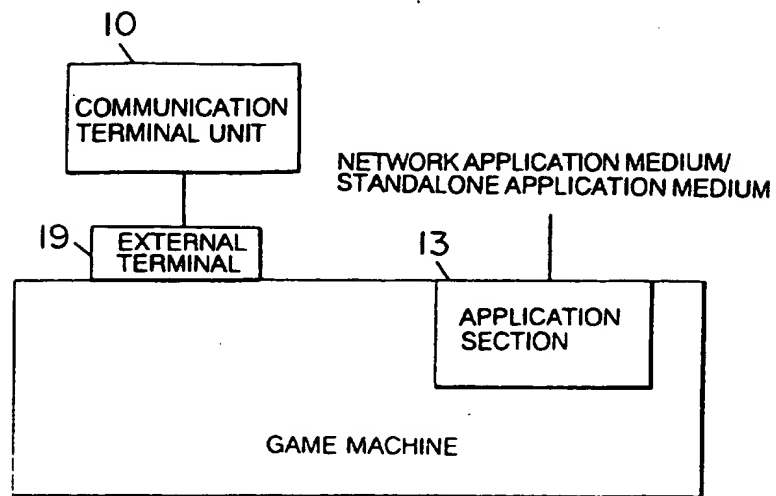 10
COMMUNICATION
TERMINAL UNIT
NETWORK APPLICATION MEDIUM/
STANDALONE APPLICATION MEDIUM
19
EXTERNAL
TERMINAL
13
APPLICATION
SECTION
GAME MACHINE